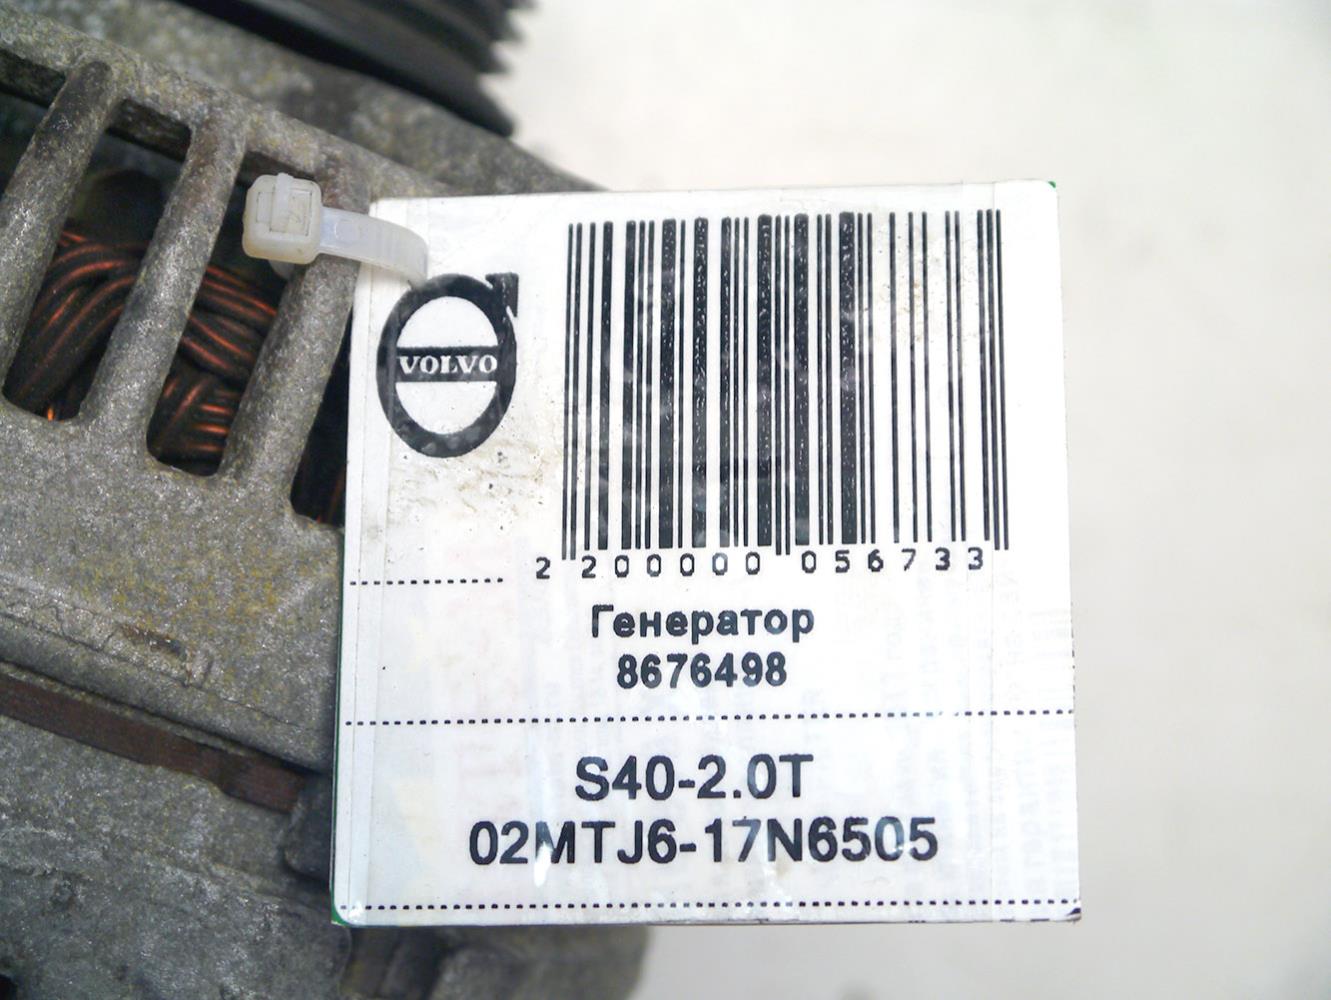 VOLVO
2 200000 056733
Генератор
8676498
S40-2.0T
02MTJ6-17N6505